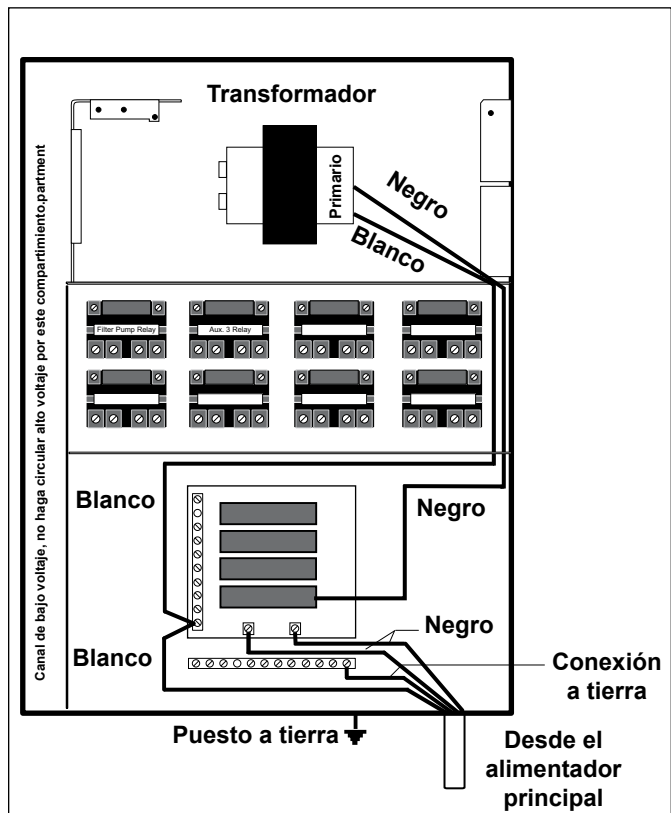 Transformador
Primario
Negro
Blanco
Canal de bajo voltaje, no haga circular alto voltaje por este compartimiento.partment
Filter Pump Relay
Aux. 3 Relay
Blanco
Negro
Negro
Blanco
Conexión
a tierra
Puesto a tierra
Desde el
alimentador
principal